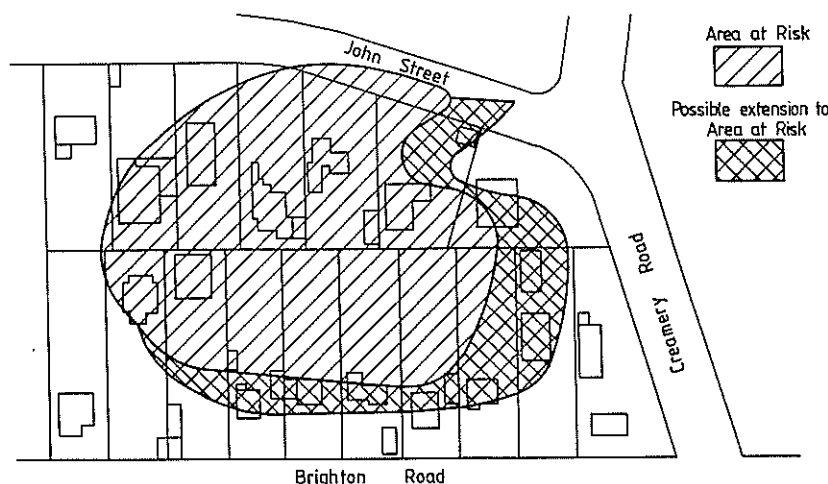 John Street
Area at Risk
Possible extension to
Area at Risk
Creamery Road
Brighton Road